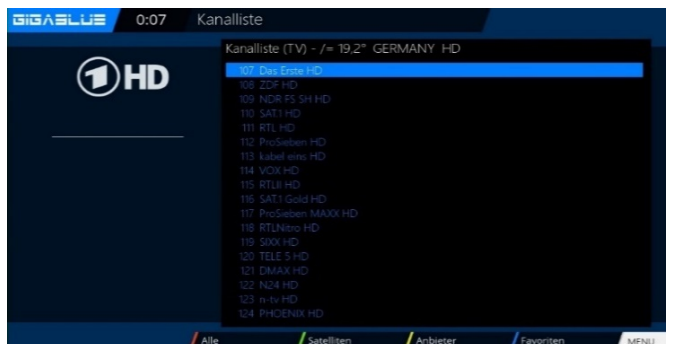 GIGABLUE 0:07 Kanalliste
Kanalliste (TV) - /= 19,2° GERMANY HD
1 HD
107 Das Erste HD
108 ZDF HD
109 NDR FS SH HD
110 SAT.1 HD
111 RTL HD
112 ProSieben HD
113 kabel eins HD
114 VOX HD
115 RTLII HD
116 SAT.1 Gold HD
117 ProSieben MAXX HD
118 RTLNitro HD
119 SIXX HD
120 TELE 5 HD
121 DMAX HD
122 N24 HD
123 n-tv HD
124 PHOENIX HD
Alle Satelliten Anbieter Favoriten MENU